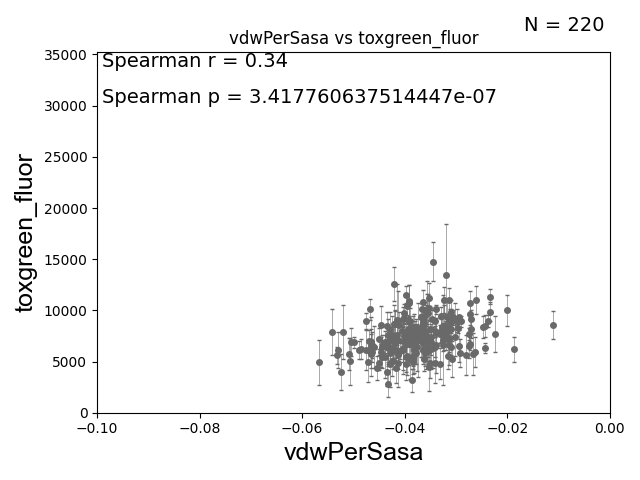 N = 220
vdwPerSasa vs toxgreen_fluor
Spearman r = 0.34
Spearman p = 3.417760637514447e-07
toxgreen_fluor
35000
30000
25000
20000
15000
10000
5000
0
−0.10 −0.08 −0.06 −0.04 −0.02 0.00
vdwPerSasa